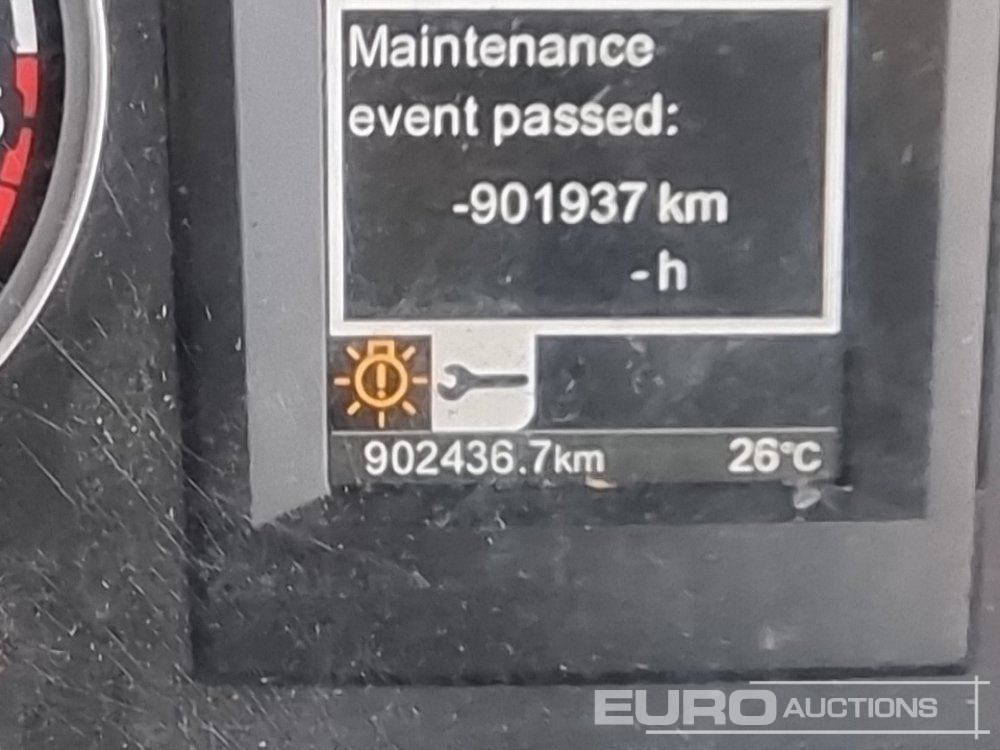 Maintenance
event passed:
-901937 km
- h
902436.7km 26°C
EURO AUCTIONS